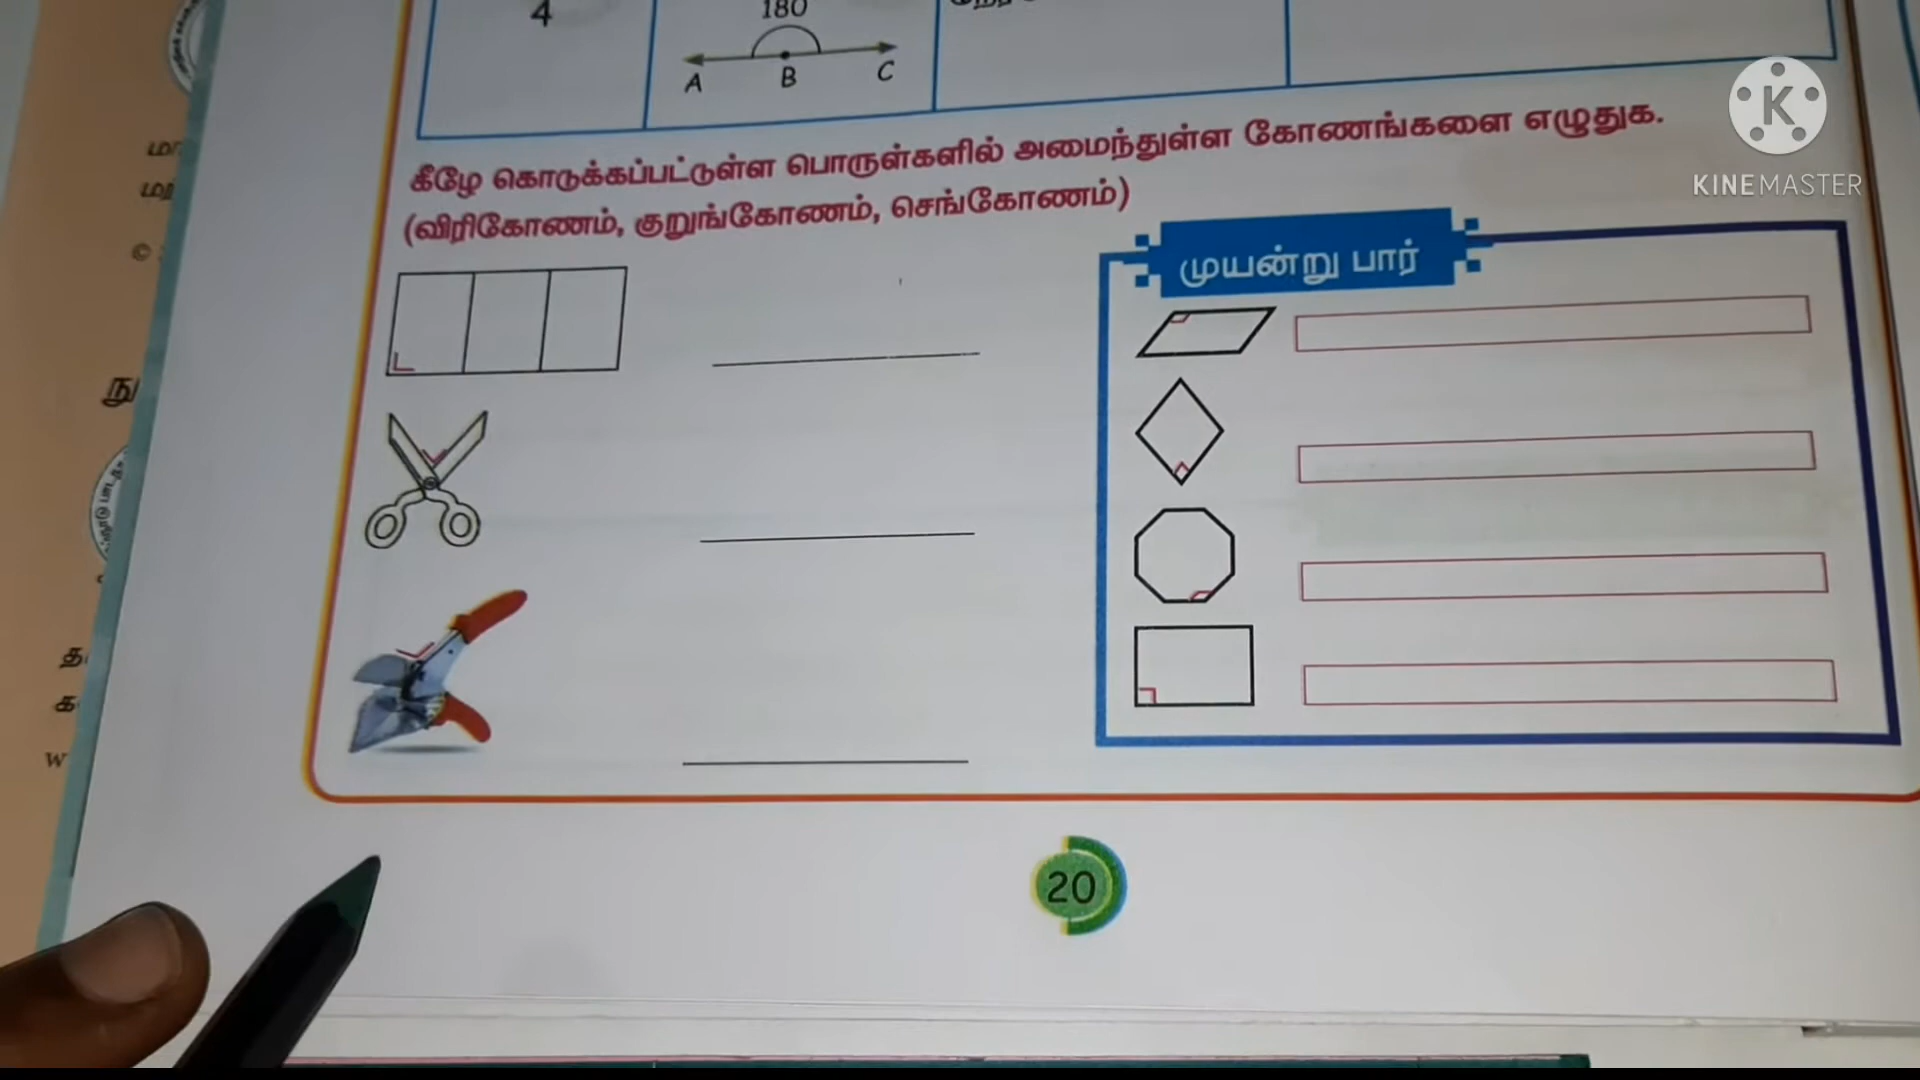 4
180
A B C
கீழே கொடுக்கப்பட்டுள்ள பொருள்களில் அமைந்துள்ள கோணங்களை எழுதுக.
(விரிகோணம், குறுங்கோணம், செங்கோணம்)
முயன்று பார்
20
K
KINEMASTER